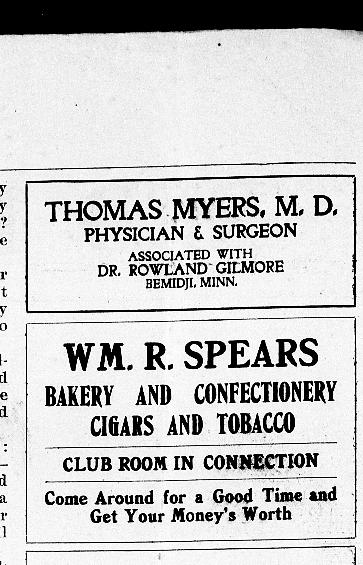 y
y
?
e
r
t
y
o
d
e
d
:
d
a
r
l
THOMAS MYERS, M. D.
PHYSICIAN & SURGEON
ASSOCIATED WITH
DR. ROWLAND GILMORE
BEMIDJI, MINN.
WM. R. SPEARS
BAKERY AND CONFECTIONERY
CIGARS AND TOBACCO
CLUB ROOM IN CONNECTION
Come Around for a Good Time and
Get Your Money's Worth